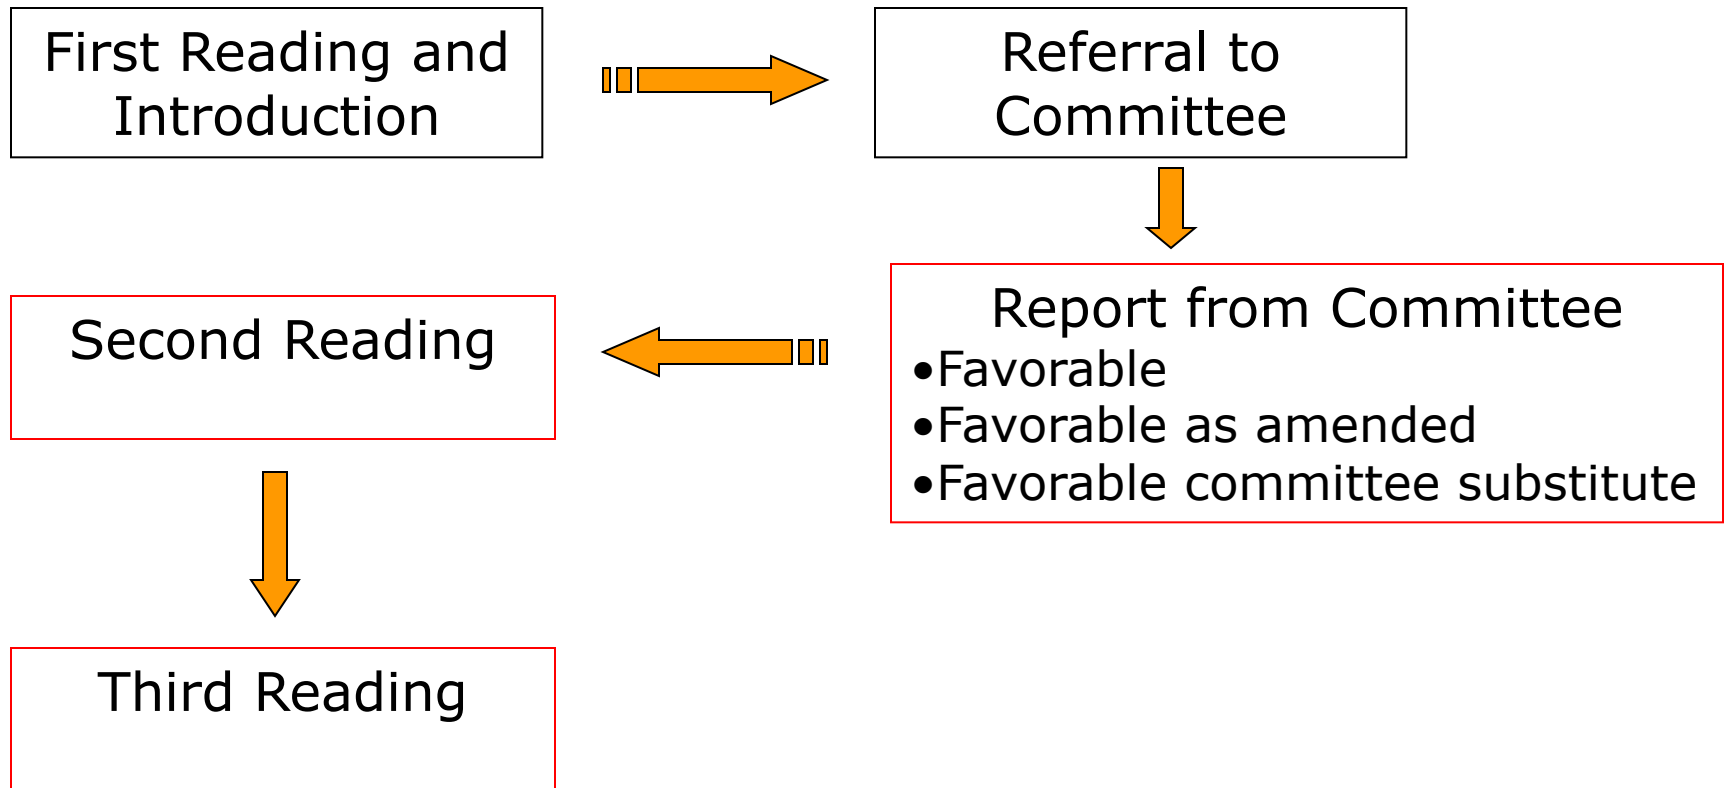 First Reading and
Introduction
Referral to
Committee
Report from Committee
•Favorable
•Favorable as amended
•Favorable committee substitute
Second Reading
Third Reading